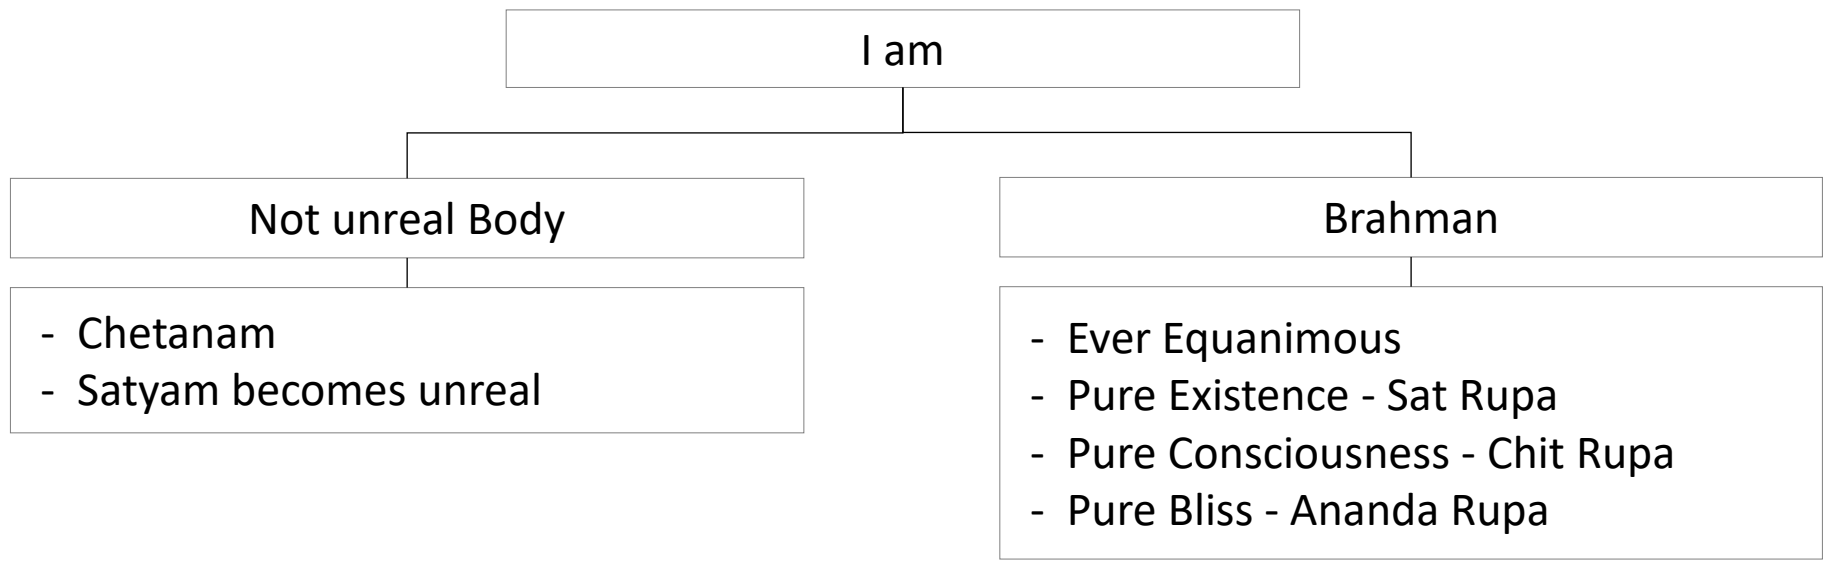 I am
Not unreal Body
- Chetanam
- Satyam becomes unreal
Brahman
- Ever Equanimous
- Pure Existence - Sat Rupa
- Pure Consciousness - Chit Rupa
- Pure Bliss - Ananda Rupa